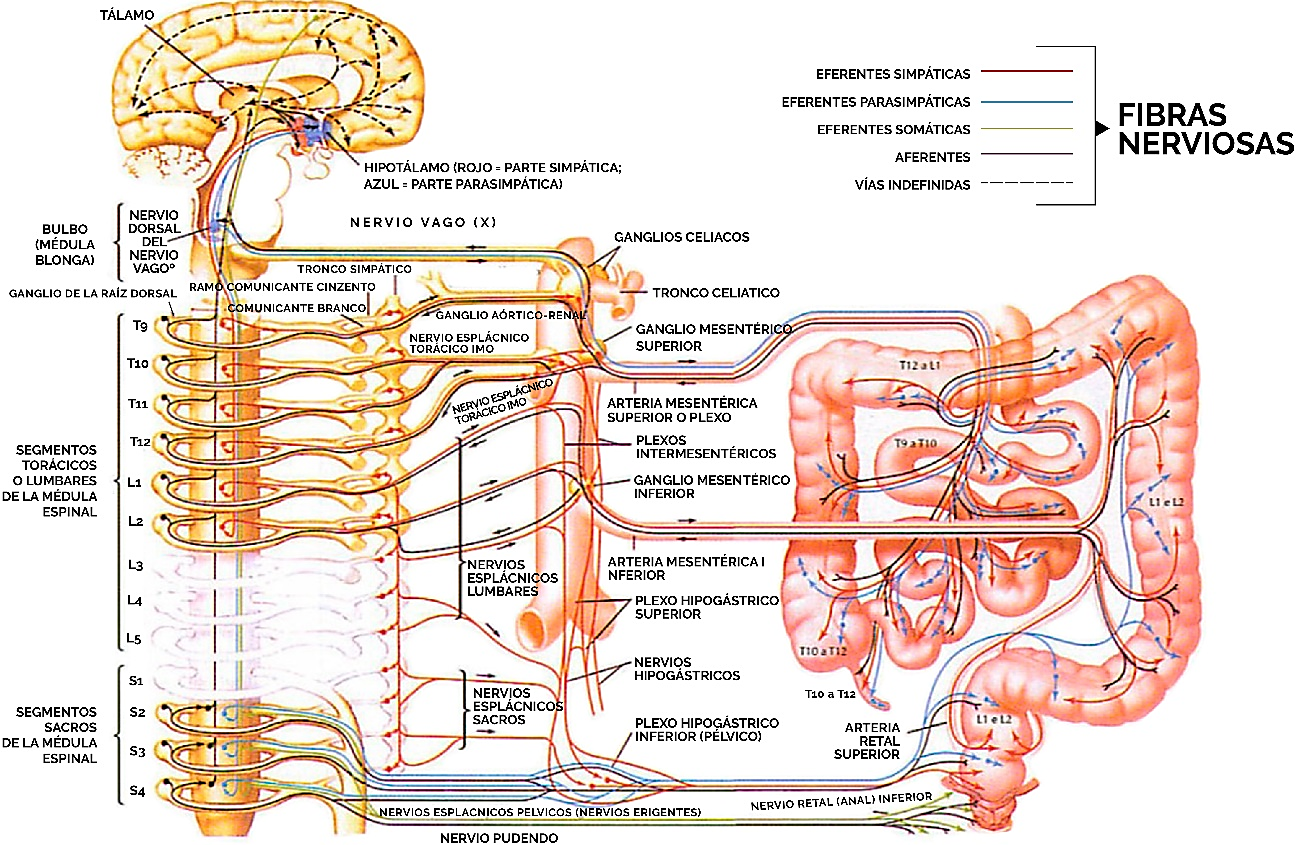 TÁLAMO
EFERENTES SIMPÁTICAS
EFERENTES PARASIMPÁTICAS
EFERENTES SOMÁTICAS
AFERENTES
VÍAS INDEFINIDAS
FIBRAS
NERVIOSAS
HIPOTÁLAMO (ROJO = PARTE SIMPÁTICA;
AZUL = PARTE PARASIMPÁTICA)
BULBO
(MÉDULA
BLONGA)
NERVIO
DORSAL
DEL
NERVIO
VAGOº
NERVIO VAGO (X)
GANGLIOS CELIACOS
TRONCO SIMPÁTICO
RAMO COMUNICANTE CINZENTO
GANGLIO DE LA RAÍZ DORSAL
COMUNICANTE BRANCO
TRONCO CELIATICO
GANGLIO AÓRTICO-RENAL
GANGLIO MESENTÉRICO
SUPERIOR
NERVIO ESPLÁCNICO
TORÁCICO IMO
NERVIO ESPLÁCNICO
TORÁCICO IMO
ARTERIA MESENTÉRICA
SUPERIOR O PLEXO
PLEXOS
INTERMESENTÉRICOS
GANGLIO MESENTÉRICO
INFERIOR
ARTERIA MESENTÉRICA I
NFERIOR
NERVIOS
ESPLÁCNICOS
LUMBARES
PLEXO HIPOGÁSTRICO
SUPERIOR
NERVIOS
HIPOGÁSTRICOS
NERVIOS
ESPLÁCNICOS
SACROS
PLEXO HIPOGÁSTRICO
INFERIOR (PÉLVICO)
SEGMENTOS
TORÁCICOS
O LUMBARES
DE LA MÉDULA
ESPINAL
T9
T10
T11
T12
L1
L2
L3
L4
L5
SEGMENTOS
SACROS
DE LA MÉDULA
ESPINAL
S1
S2
S3
S4
T12 a L1
T9 a T10
L1 e L2
T10 a T12
T10 a T12
L1 e L2
ARTERIA
RETAL
SUPERIOR
NERVIO RETAL (ANAL) INFERIOR
NERVIOS ESPLACNICOS PELVICOS (NERVIOS ERIGENTES)
NERVIO PUDENDO